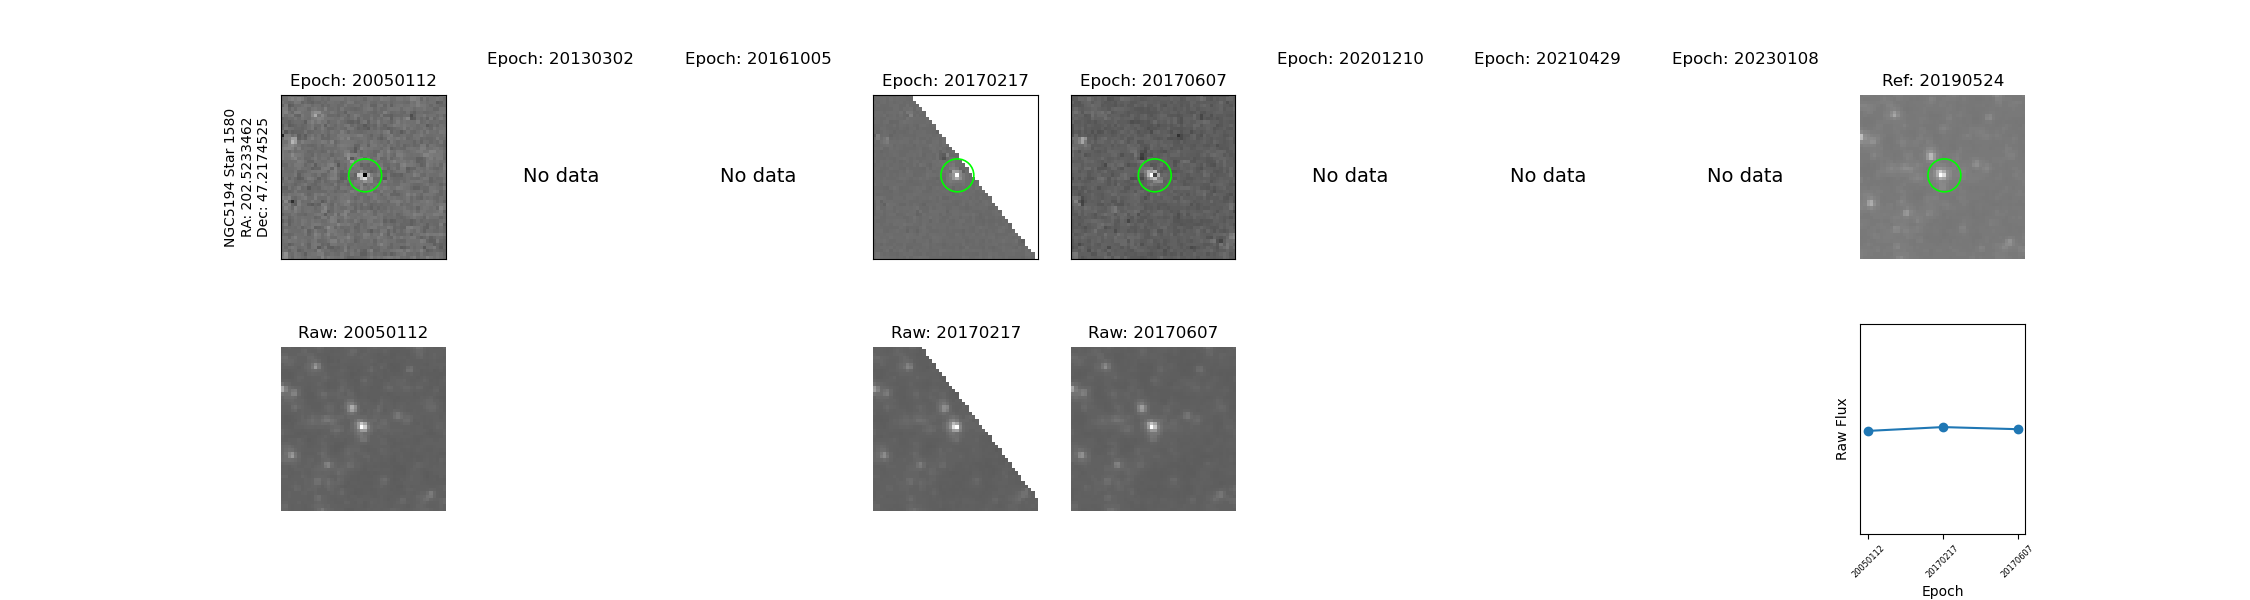 Epoch: 20050112
Epoch: 20130302
Epoch: 20161005
Epoch: 20170217
Epoch: 20170607
Epoch: 20201210
Epoch: 20210429
Epoch: 20230108
Ref: 20190524
NGC5194 Star 1580
RA: 202.5233462
Dec: 47.2174525
No data
No data
No data
No data
No data
Raw: 20050112
Raw: 20170217
Raw: 20170607
Raw Flux
20050112
20170217
20170607
Epoch